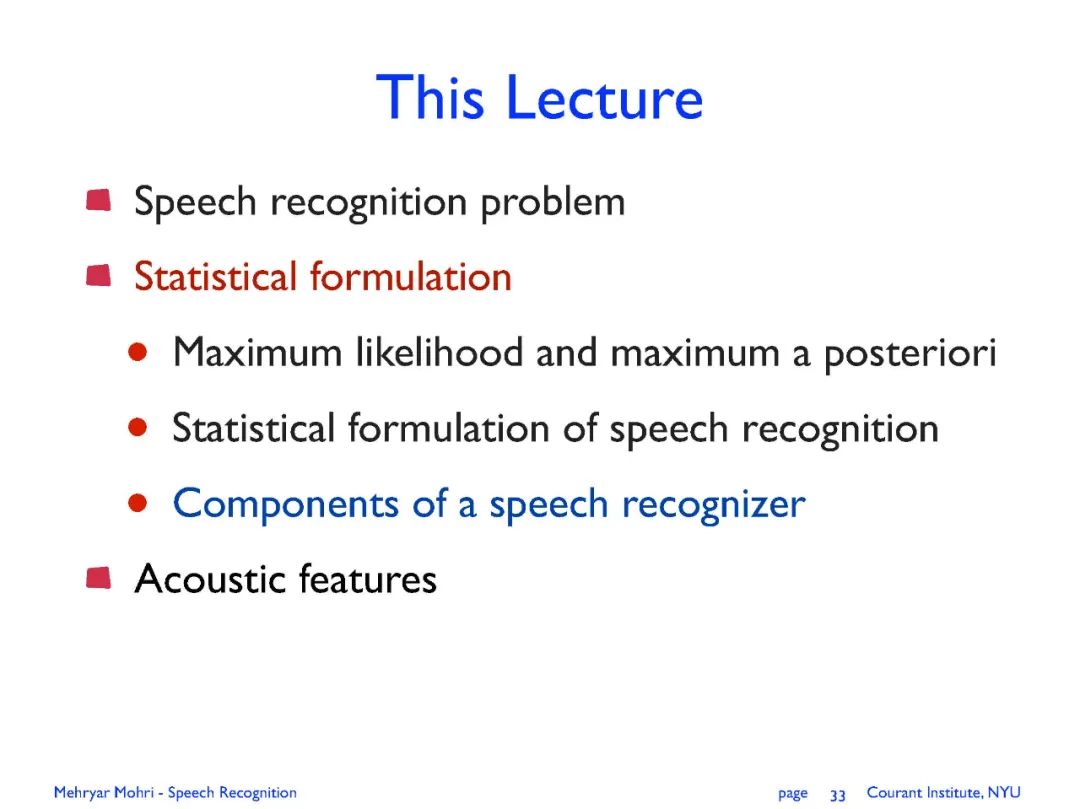 This Lecture
Speech recognition problem
Statistical formulation
Maximum likelihood and maximum a posteriori
Statistical formulation of speech recognition
Components of a speech recognizer
Acoustic features
Mehryar Mohri - Speech Recognition page 33 Courant Institute, NYU